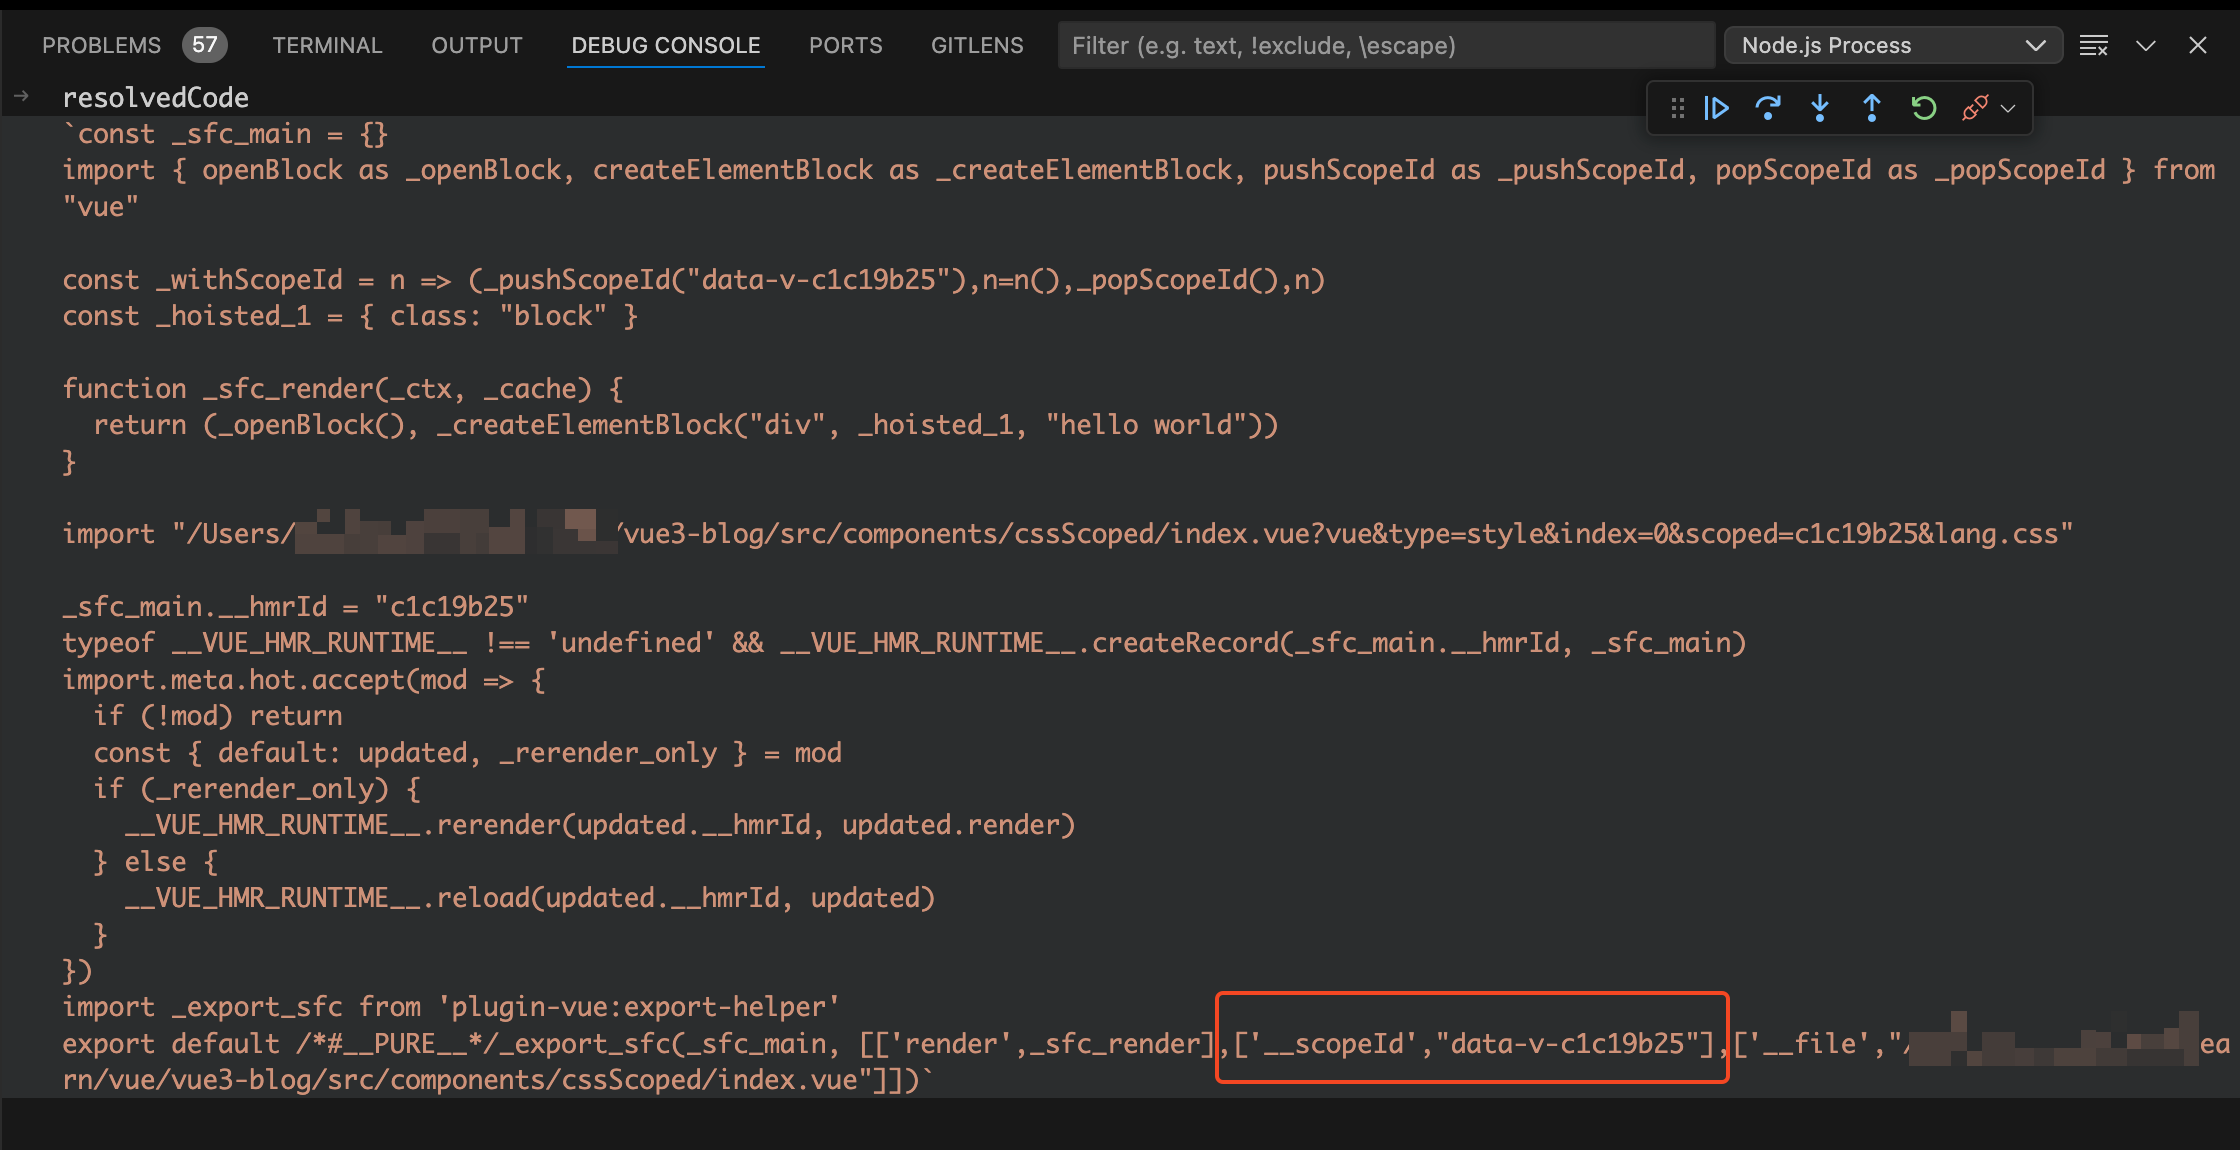 PROBLEMS 57 TERMINAL OUTPUT DEBUG CONSOLE PORTS GITLENS Filter (e.g. text, !exclude, \escape) Node.js Process
resolvedCode
`const _sfc_main = {}
import { openBlock as _openBlock, createElementBlock as _createElementBlock, pushScopeId as _pushScopeId, popScopeId as _popScopeId } from
"vue"
const _withScopeId = n => (_pushScopeId("data-v-c1c19b25"),n=n(),_popScopeId(),n)
const _hoisted_1 = { class: "block" }
function _sfc_render(_ctx, _cache) {
  return (_openBlock(), _createElementBlock("div", _hoisted_1, "hello world"))
}
import "/Users/ /vue3-blog/src/components/cssScoped/index.vue?vue&type=style&index=0&scoped=c1c19b25&lang.css"
_sfc_main.__hmrId = "c1c19b25"
typeof __VUE_HMR_RUNTIME__ !== 'undefined' && __VUE_HMR_RUNTIME__.createRecord(_sfc_main.__hmrId, _sfc_main)
import.meta.hot.accept(mod => {
  if (!mod) return
  const { default: updated, _rerender_only } = mod
  if (_rerender_only) {
    __VUE_HMR_RUNTIME__.rerender(updated.__hmrId, updated.render)
  } else {
    __VUE_HMR_RUNTIME__.reload(updated.__hmrId, updated)
  }
})
import _export_sfc from 'plugin-vue:export-helper'
export default /*#__PURE__*/_export_sfc(_sfc_main, [['render',_sfc_render],['__scopeId',"data-v-c1c19b25"],['__file',"/ ea
rn/vue/vue3-blog/src/components/cssScoped/index.vue"]])`